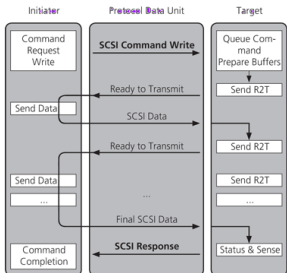 Initiator
Protocol Data Unit
Target
Command
Request
Write
SCSI Command Write
Queue Com-
mand
Prepare Buffers
Ready to Transmit
Send R2T
Send Data
SCSI Data
Ready to Transmit
Send R2T
Send Data
...
Send R2T
...
...
Final SCSI Data
Command
Completion
SCSI Response
Status & Sense